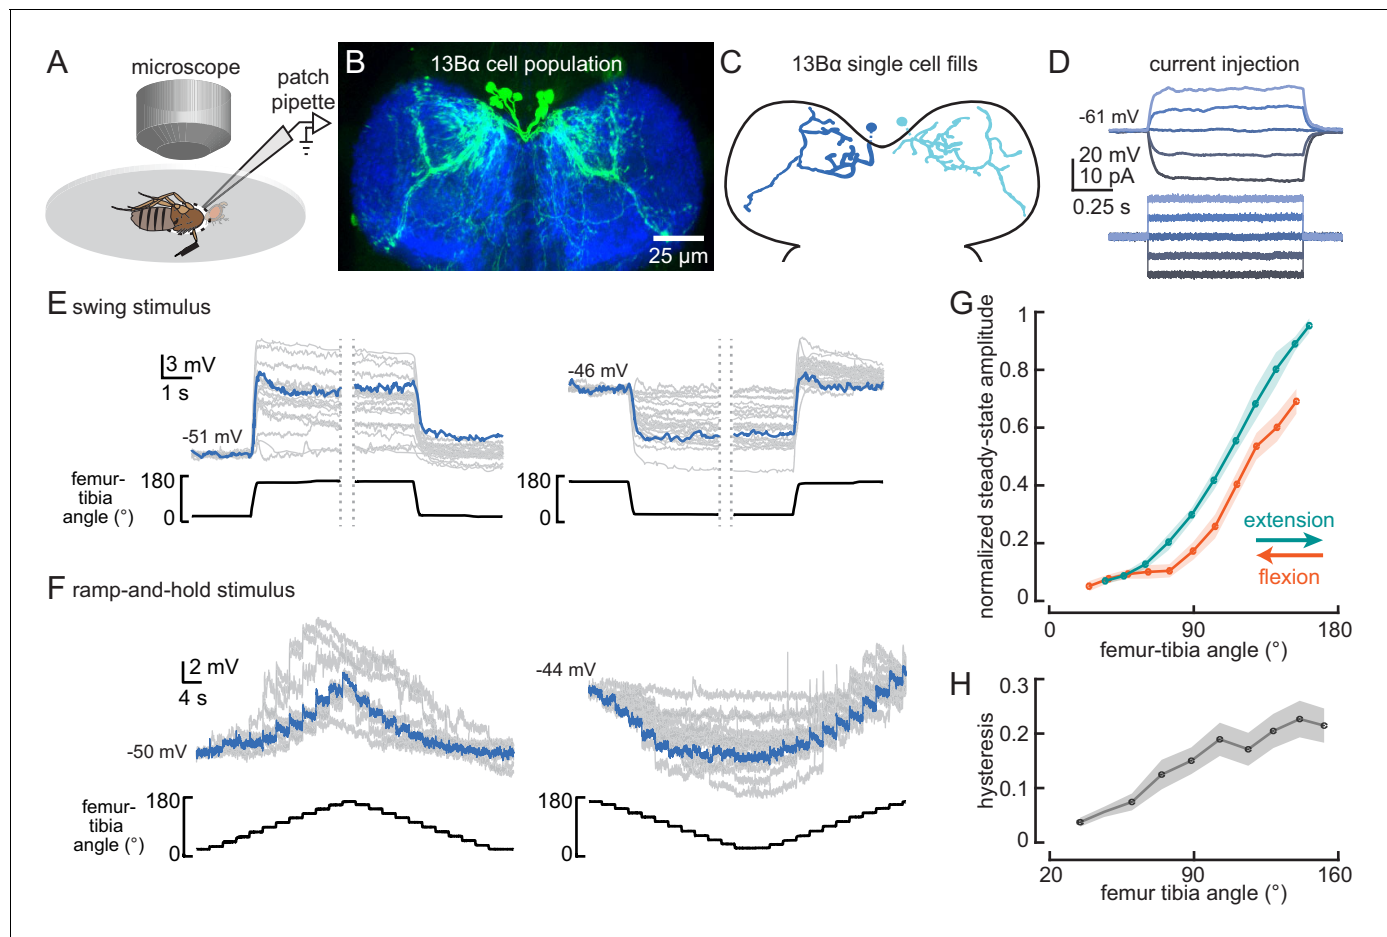 A
microscope
patch
pipette
B
13Bα cell population
25 µm
C
13Bα single cell fills
D
current injection
-61 mV
20 mV
10 pA
0.25 s
E swing stimulus
3 mV
1 s
-51 mV
-46 mV
femur-
tibia
angle (°)
180
0
180
0
F ramp-and-hold stimulus
2 mV
4 s
-50 mV
-44 mV
femur-
tibia
angle (°)
180
0
180
0
G
normalized steady-state amplitude
1
0.8
0.6
0.4
0.2
0
extension
flexion
0
90
180
femur-tibia angle (°)
H
hysteresis
0.3
0.2
0.1
0
20
90
160
femur tibia angle (°)